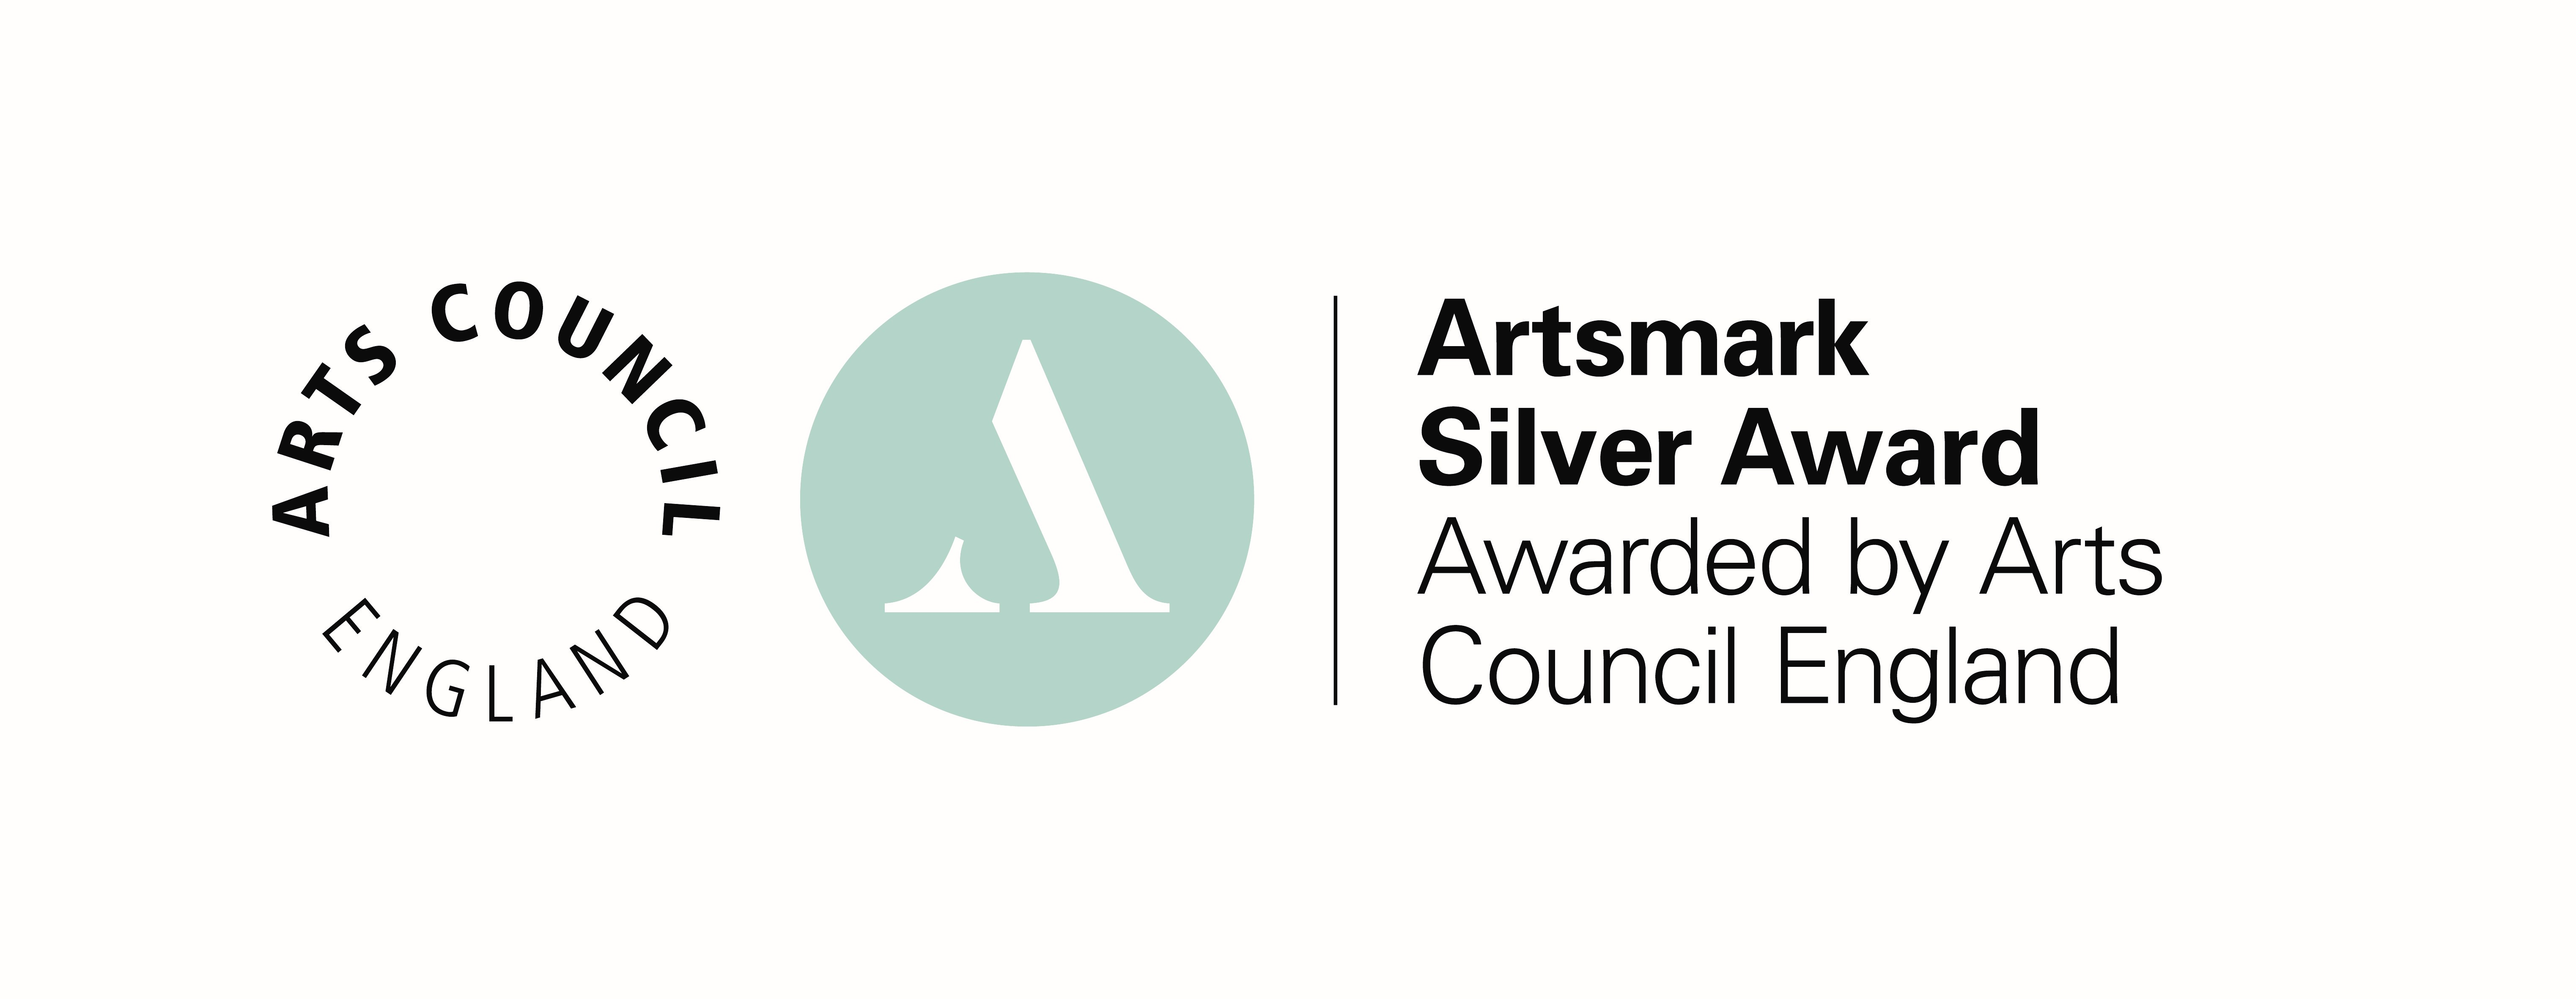 ARTS COUNCIL
ENGLAND
A
Artsmark
Silver Award
Awarded by Arts
Council England